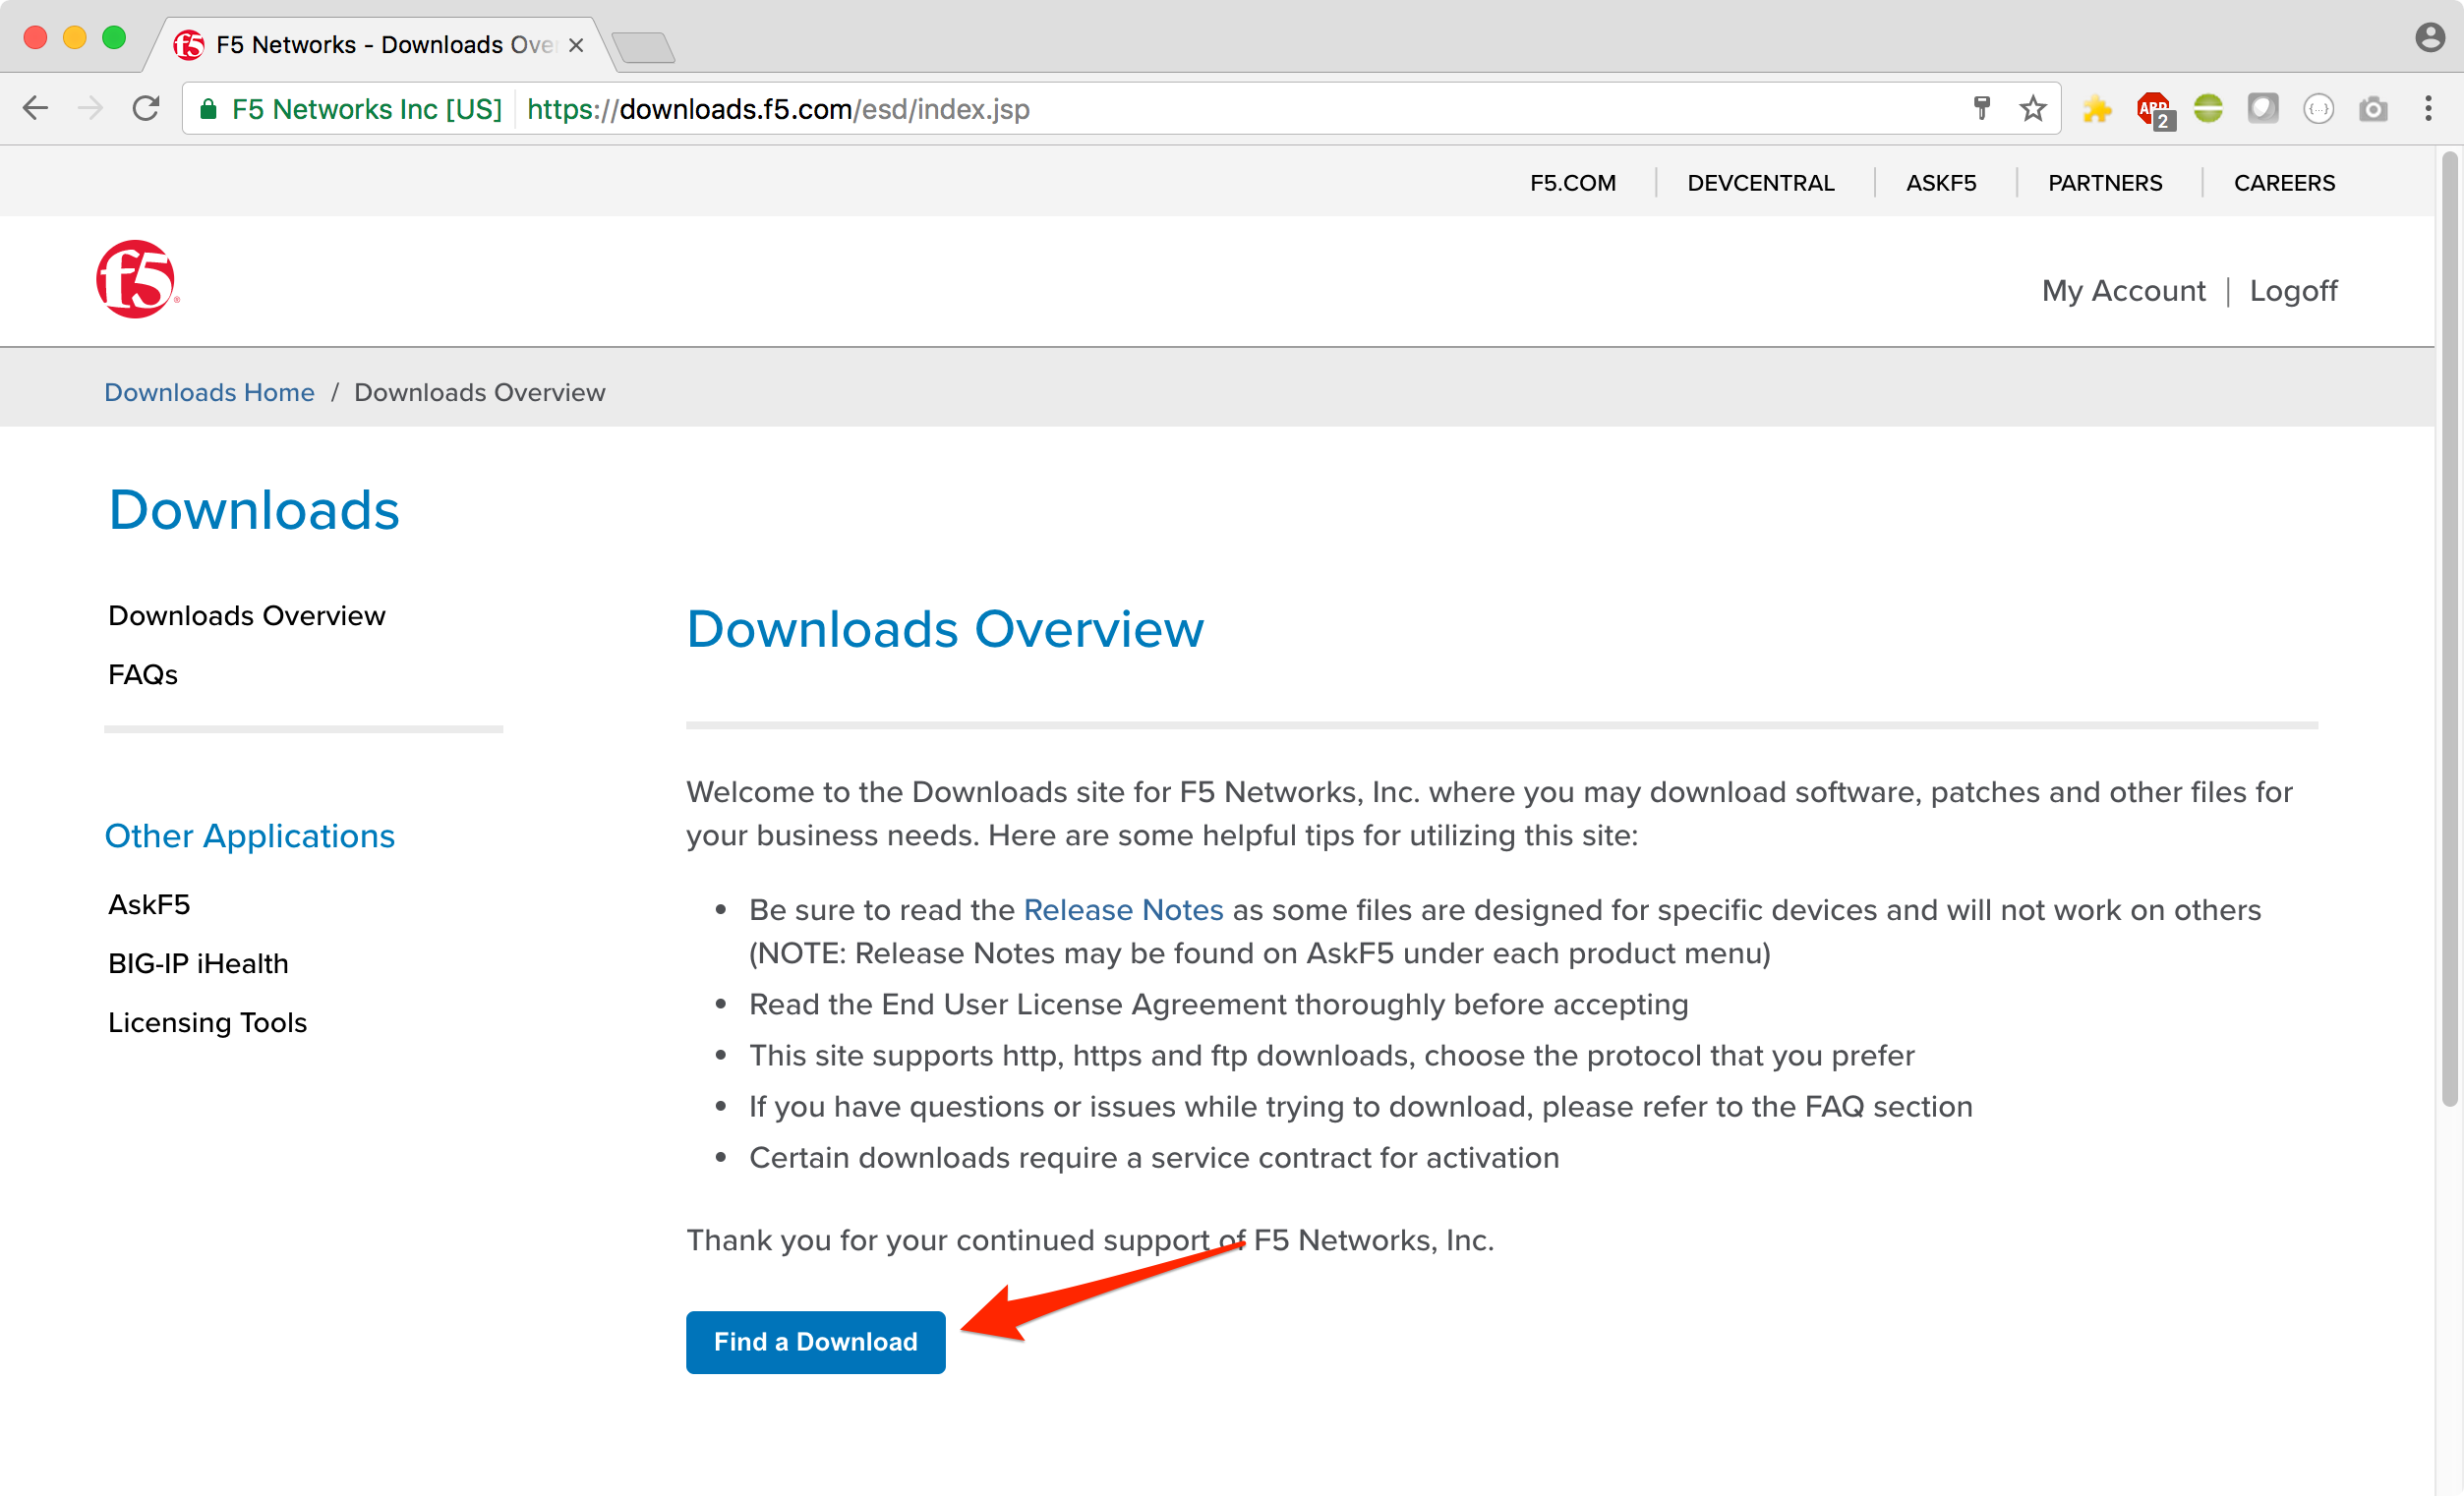 F5 Networks - Downloads Ove
F5 Networks Inc [US] https://downloads.f5.com/esd/index.jsp
ABP 2
F5.COM DEVCENTRAL ASKF5 PARTNERS CAREERS
f5
My Account | Logoff
Downloads Home / Downloads Overview
Downloads
Downloads Overview
FAQs
Other Applications
AskF5
BIG-IP iHealth
Licensing Tools
Downloads Overview
Welcome to the Downloads site for F5 Networks, Inc. where you may download software, patches and other files for
your business needs. Here are some helpful tips for utilizing this site:
• Be sure to read the Release Notes as some files are designed for specific devices and will not work on others
(NOTE: Release Notes may be found on AskF5 under each product menu)
• Read the End User License Agreement thoroughly before accepting
• This site supports http, https and ftp downloads, choose the protocol that you prefer
• If you have questions or issues while trying to download, please refer to the FAQ section
• Certain downloads require a service contract for activation
Thank you for your continued support of F5 Networks, Inc.
Find a Download